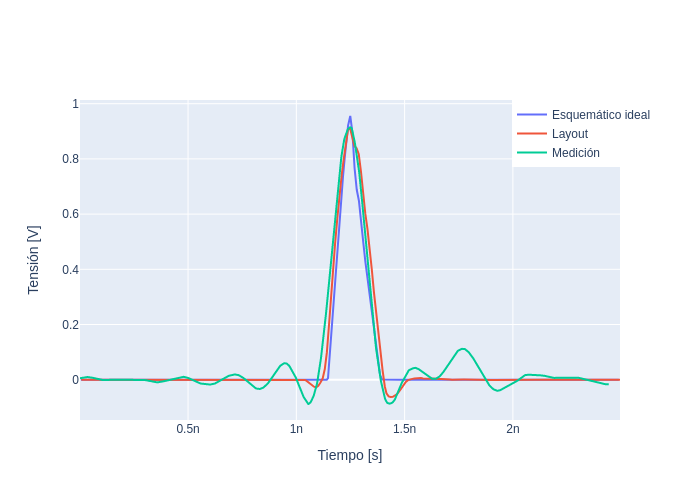 Esquemático ideal
Layout
Medición
1
0.8
0.6
0.4
0.2
0
Tensión [V]
0.5n
1n
1.5n
2n
Tiempo [s]